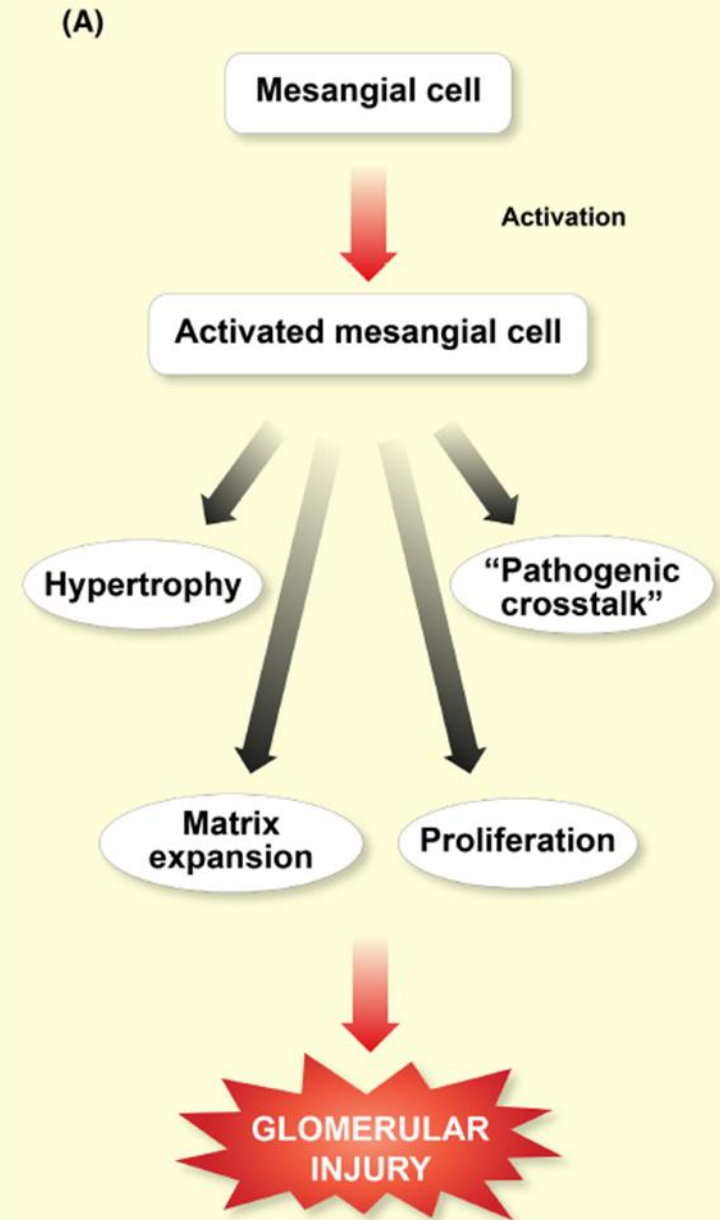 (A)
Mesangial cell
Activation
Activated mesangial cell
Hypertrophy
“Pathogenic
crosstalk”
Matrix
expansion
Proliferation
GLOMERULAR
INJURY